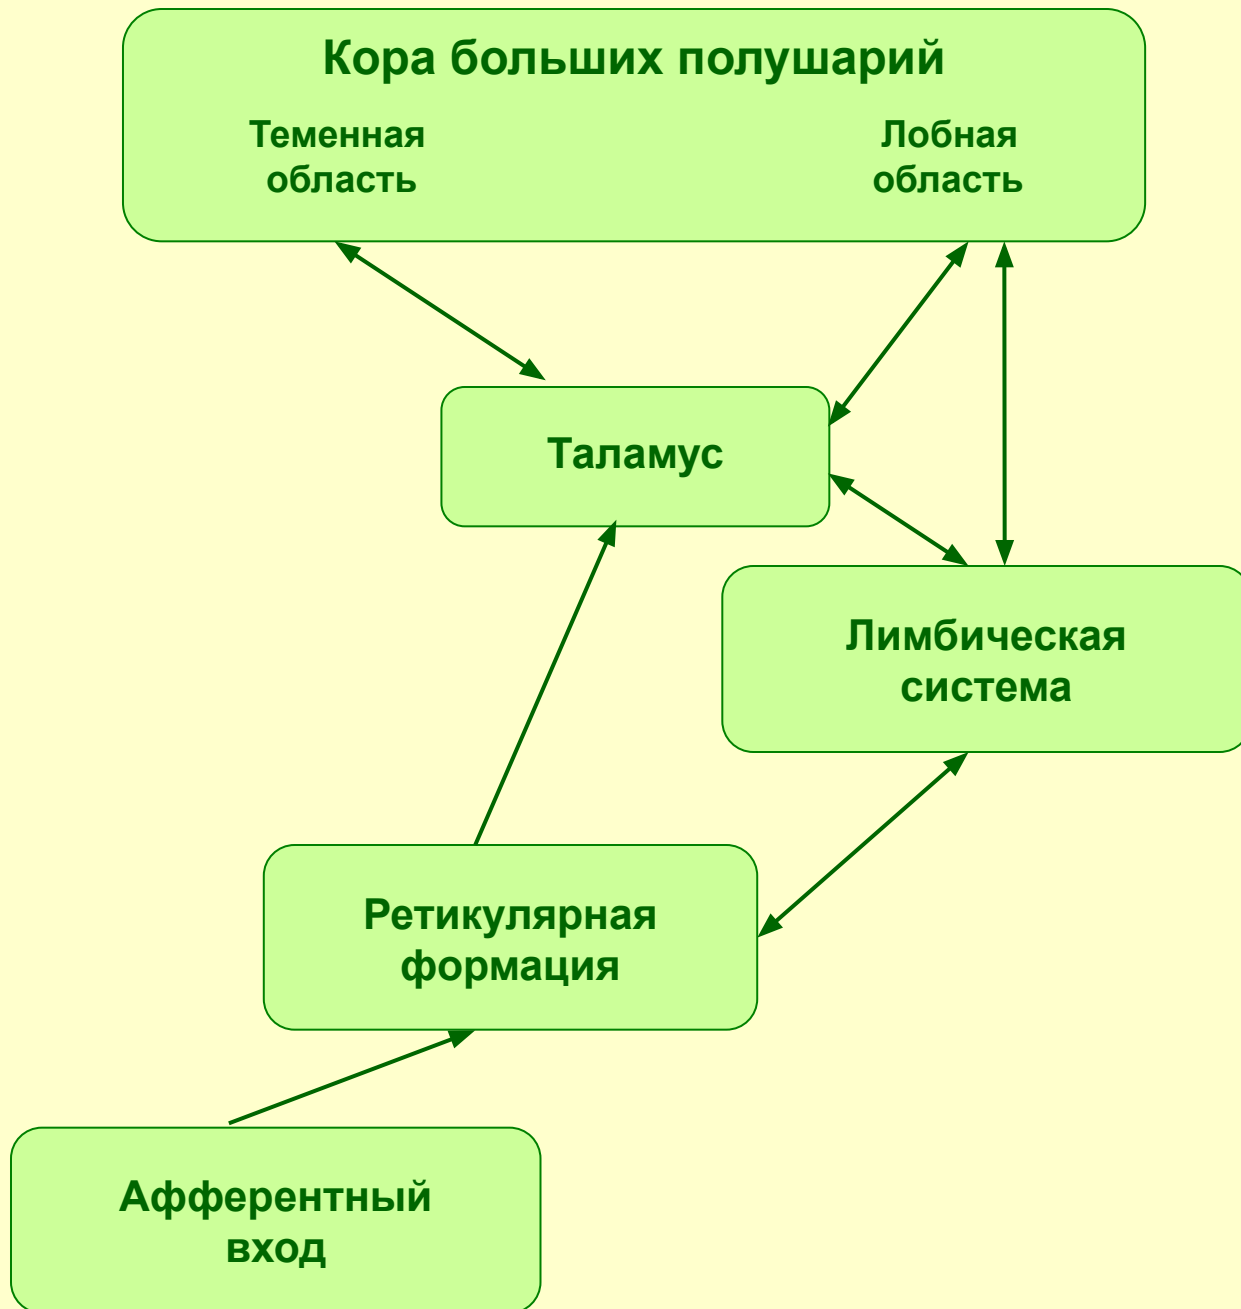 Кора больших полушарий
Теменная
область
Лобная
область
Таламус
Лимбическая
система
Ретикулярная
формация
Афферентный
вход